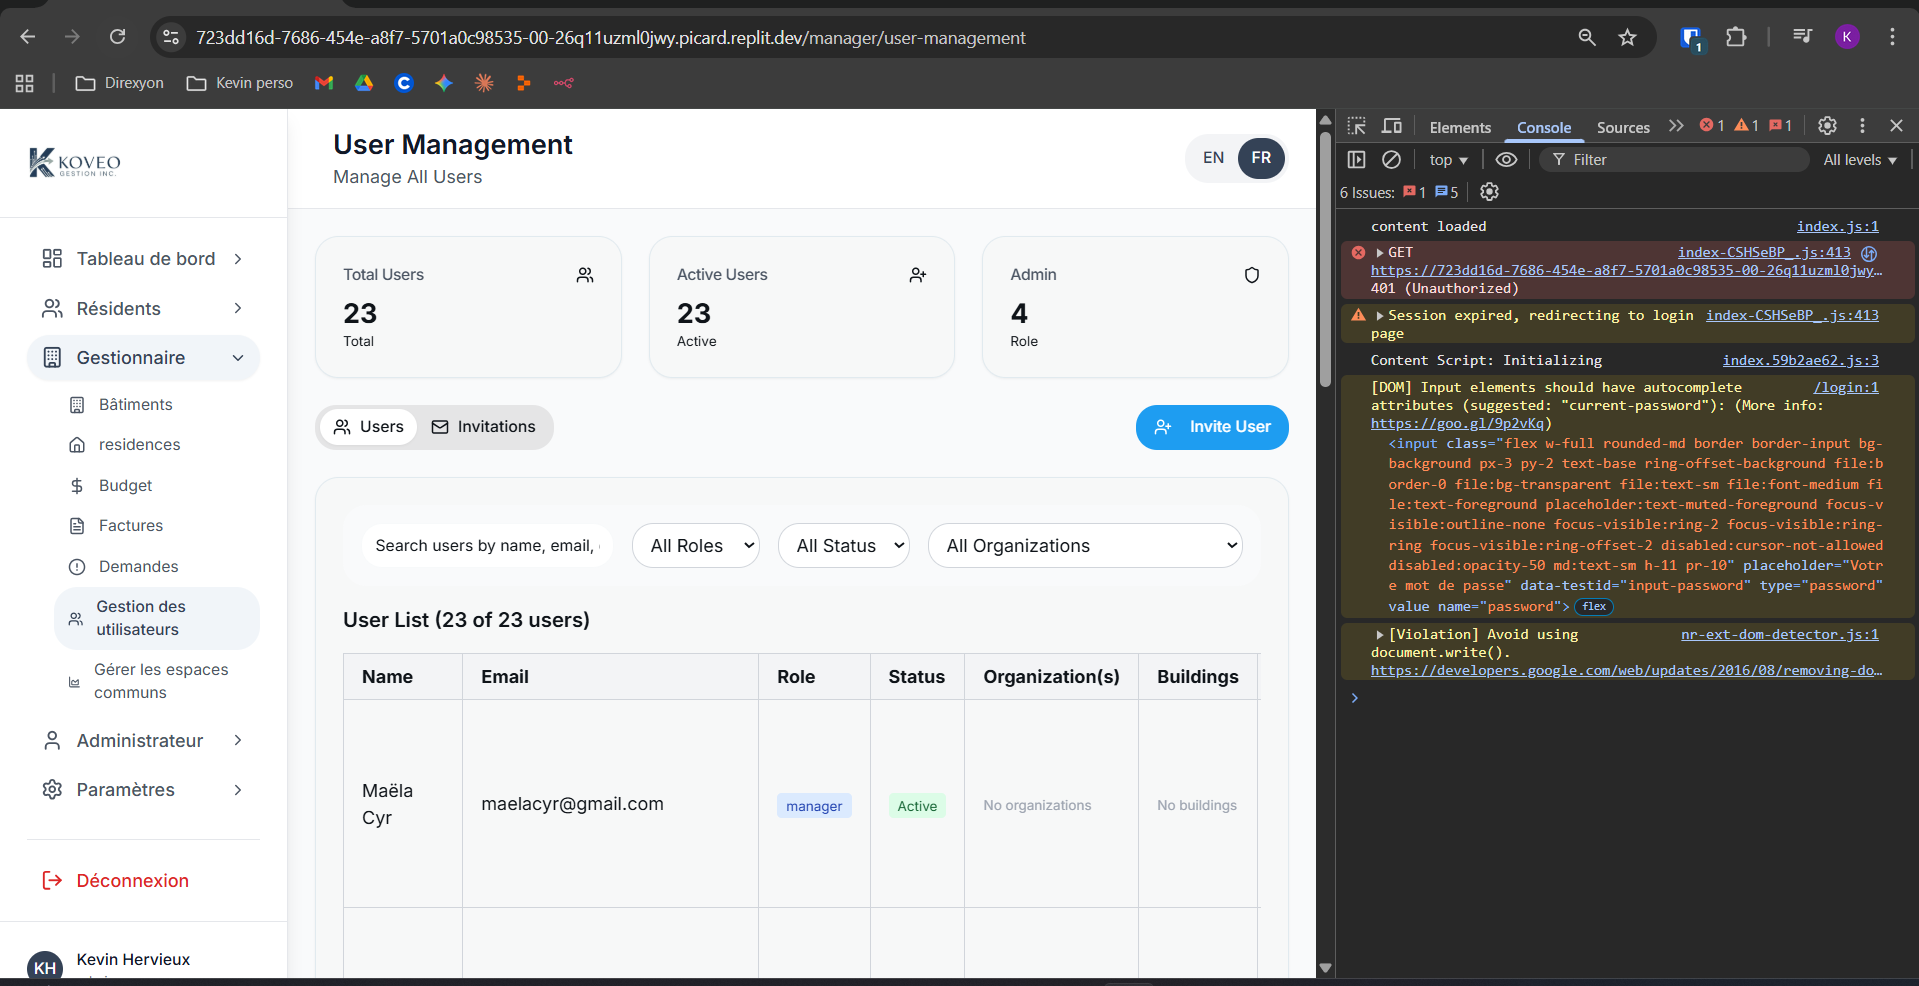 723dd16d-7686-454e-a8f7-5701a0c98535-00-26q11uzml0jwy.picard.replit.dev/manager/user-management
1
K
Direxyon
Kevin perso
KOVEO
GESTION INC.
Tableau de bord
Résidents
Gestionnaire
Bâtiments
residences
Budget
Factures
Demandes
Gestion des
utilisateurs
Gérer les espaces
communs
Administrateur
Paramètres
Déconnexion
KH
Kevin Hervieux
User Management
Manage All Users
EN
FR
Total Users
23
Total
Active Users
23
Active
Admin
4
Role
Users
Invitations
Invite User
Search users by name, email,
All Roles
All Status
All Organizations
User List (23 of 23 users)
Name Email Role Status Organization(s) Buildings
Maëla
Cyr
maelacyr@gmail.com
manager
Active
No organizations
No buildings
Elements
Console
Sources
1
1
1
top
Filter
All levels
6 Issues: 1 5
content loaded index.js:1
GET index-CSHSeBP_.js:413
https://723dd16d-7686-454e-a8f7-5701a0c98535-00-26q11uzml0jwy…
401 (Unauthorized)
Session expired, redirecting to login index-CSHSeBP_.js:413
page
Content Script: Initializing index.59b2ae62.js:3
[DOM] Input elements should have autocomplete /login:1
attributes (suggested: "current-password"): (More info:
https://goo.gl/9p2vKq)
<input class="flex w-full rounded-md border border-input bg-
background px-3 py-2 text-base ring-offset-background file:b
order-0 file:bg-transparent file:text-sm file:font-medium fi
le:text-foreground placeholder:text-muted-foreground focus-v
isible:outline-none focus-visible:ring-2 focus-visible:ring-
ring focus-visible:ring-offset-2 disabled:cursor-not-allowed
disabled:opacity-50 md:text-sm h-11 pr-10" placeholder="Votr
e mot de passe" data-testid="input-password" type="password"
value name="password"> flex
[Violation] Avoid using nr-ext-dom-detector.js:1
document.write().
https://developers.google.com/web/updates/2016/08/removing-do…